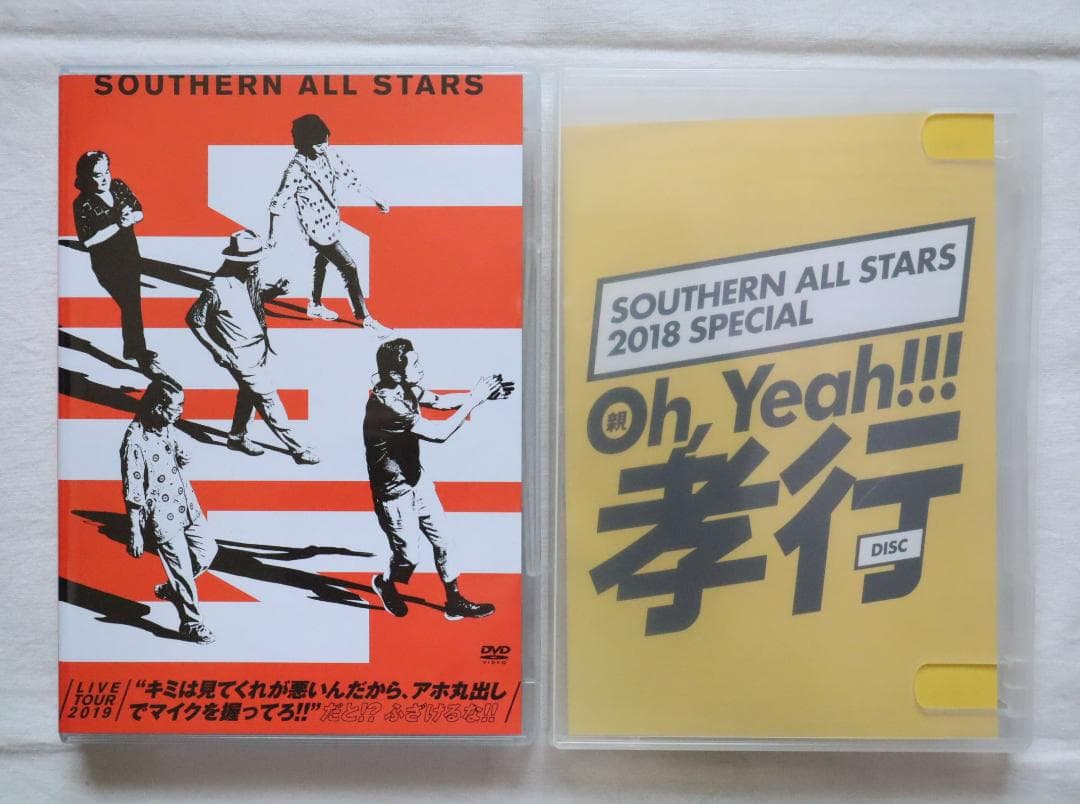 SOUTHERN ALL STARS
DVD
VIDEO
LIVE
TOUR
2019
“キミは見てくれが悪いんだから、アホ丸出し
でマイクを握ってろ!!”だと!? ふざけるな!!
SOUTHERN ALL STARS
2018 SPECIAL
Oh, Yeah!!!
親
孝行
DISC